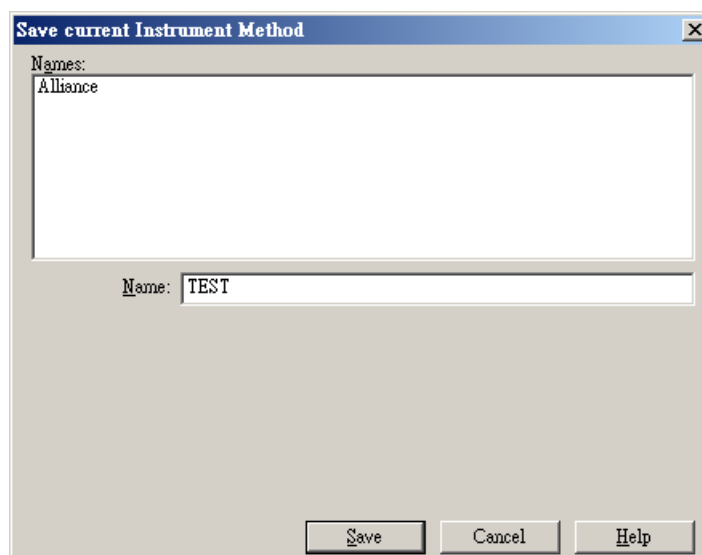 Save current Instrument Method
Names:
Alliance
Name: TEST
Save Cancel Help